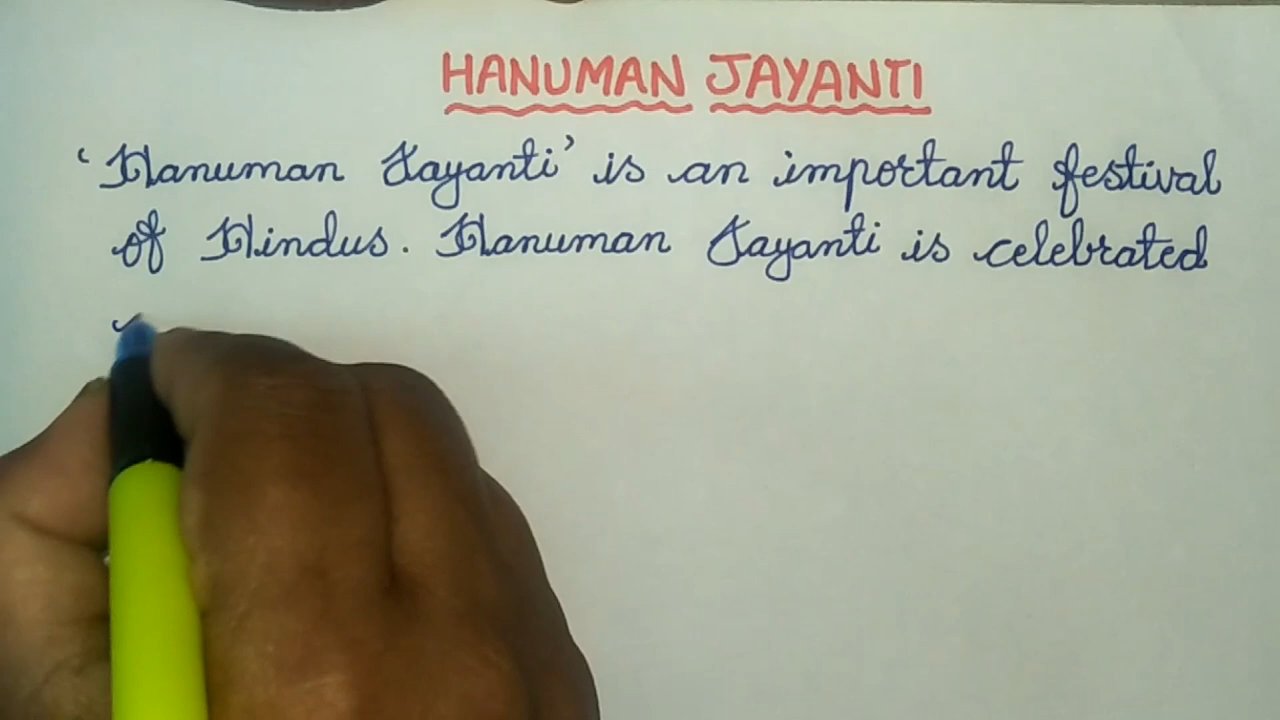 HANUMAN JAYANTI
'Hanuman Jayanti' is an important festival
of Hindus. Hanuman Jayanti is celebrated